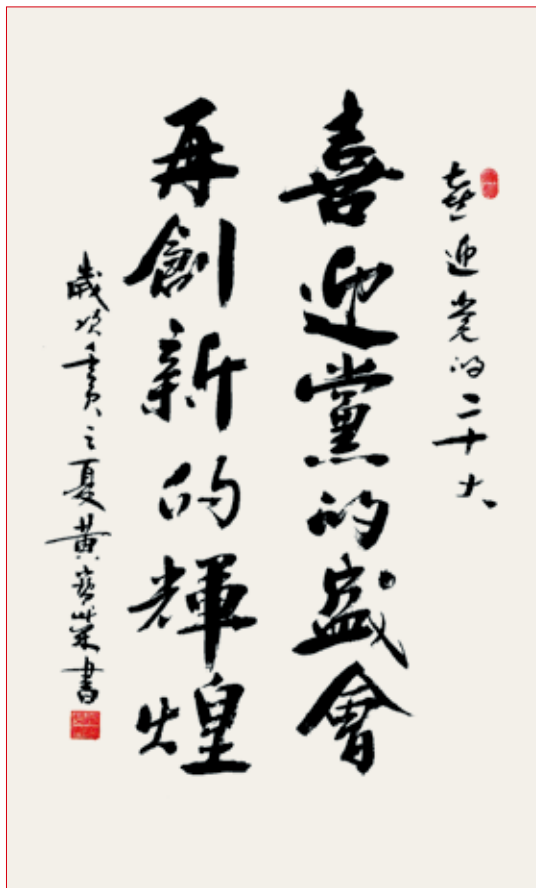 喜迎党的二十大
喜迎黨的盛會
再創新的輝煌
歲次壬寅之夏黄書